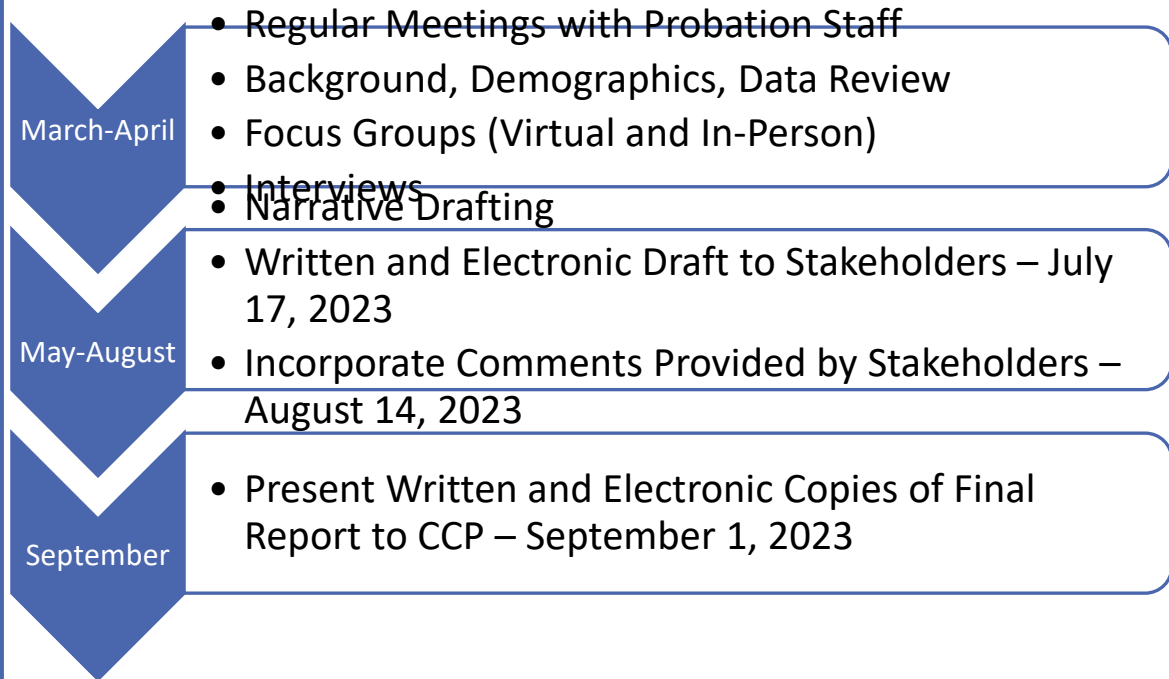 March-April
• Regular Meetings with Probation Staff
• Background, Demographics, Data Review
• Focus Groups (Virtual and In-Person)
• Interviews
May-August
• Narrative Drafting
• Written and Electronic Draft to Stakeholders – July
17, 2023
• Incorporate Comments Provided by Stakeholders –
August 14, 2023
September
• Present Written and Electronic Copies of Final
Report to CCP – September 1, 2023